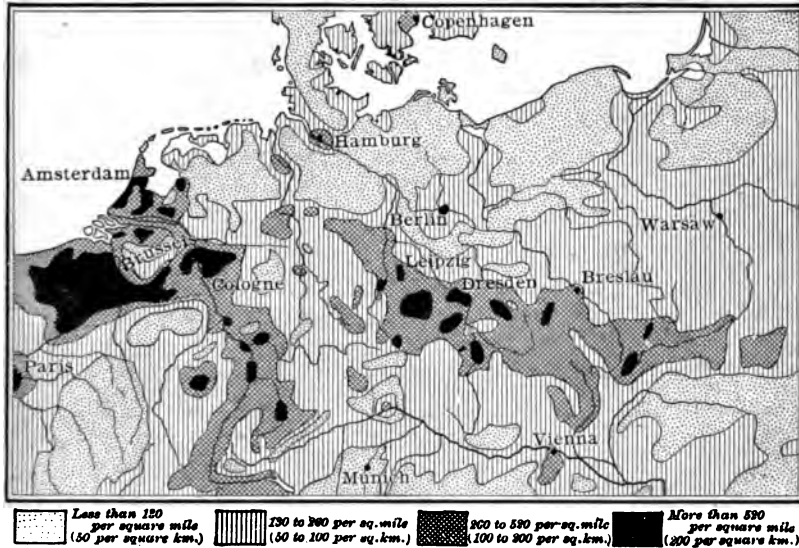 Copenhagen
Hamburg
Amsterdam
Berlin
Warsaw
Brussels
Leipzig
Cologne
Dresden
Breslau
Paris
Vienna
Munich
Less than 120
per square mile
(50 per square km.)
130 to 260 per sq. mile
(50 to 100 per sq. km.)
260 to 520 per sq. mile
(100 to 200 per sq. km.)
More than 520
per square mile
(200 per square km.)